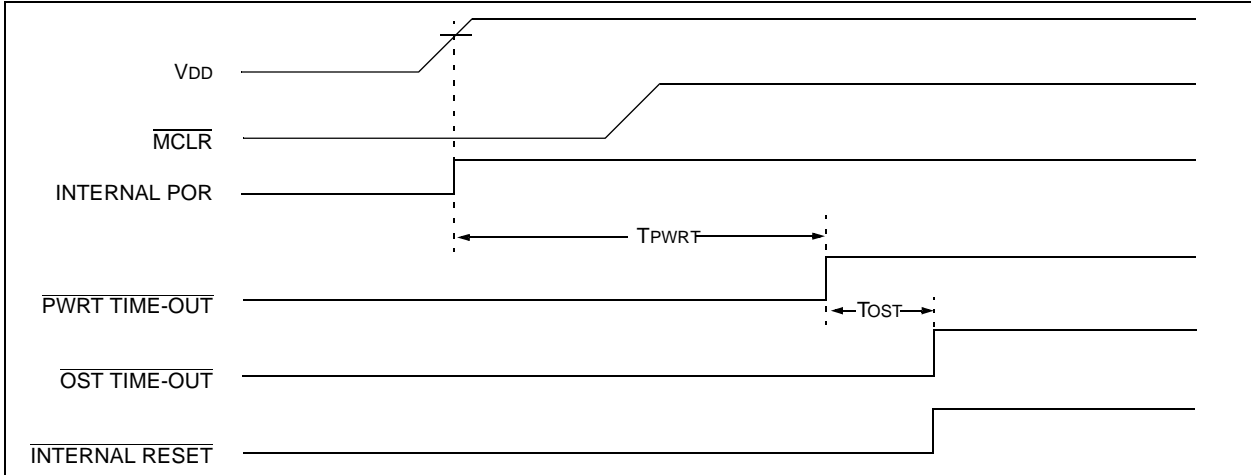 VDD
MCLR
INTERNAL POR
TPWRT
PWRT TIME-OUT
TOST
OST TIME-OUT
INTERNAL RESET